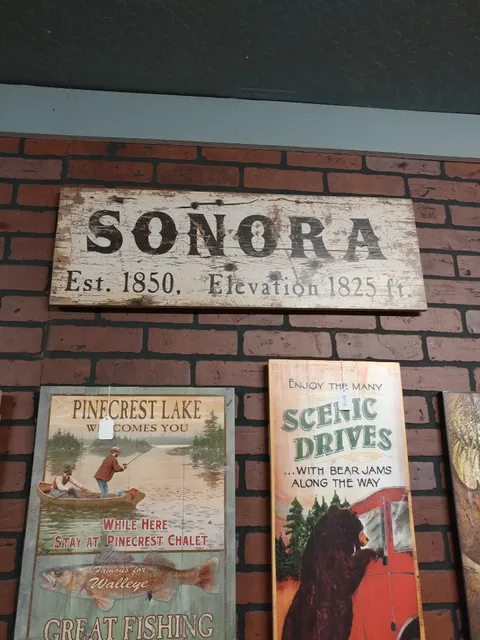 SONORA
Est. 1850. Elevation 1825 ft.
PINECREST LAKE
WELCOMES YOU
WHILE HERE
STAY AT PINECREST CHALET
Famous for
Walleye
GREAT FISHING
ENJOY THE MANY
SCENIC
DRIVES
...WITH BEAR JAMS
ALONG THE WAY